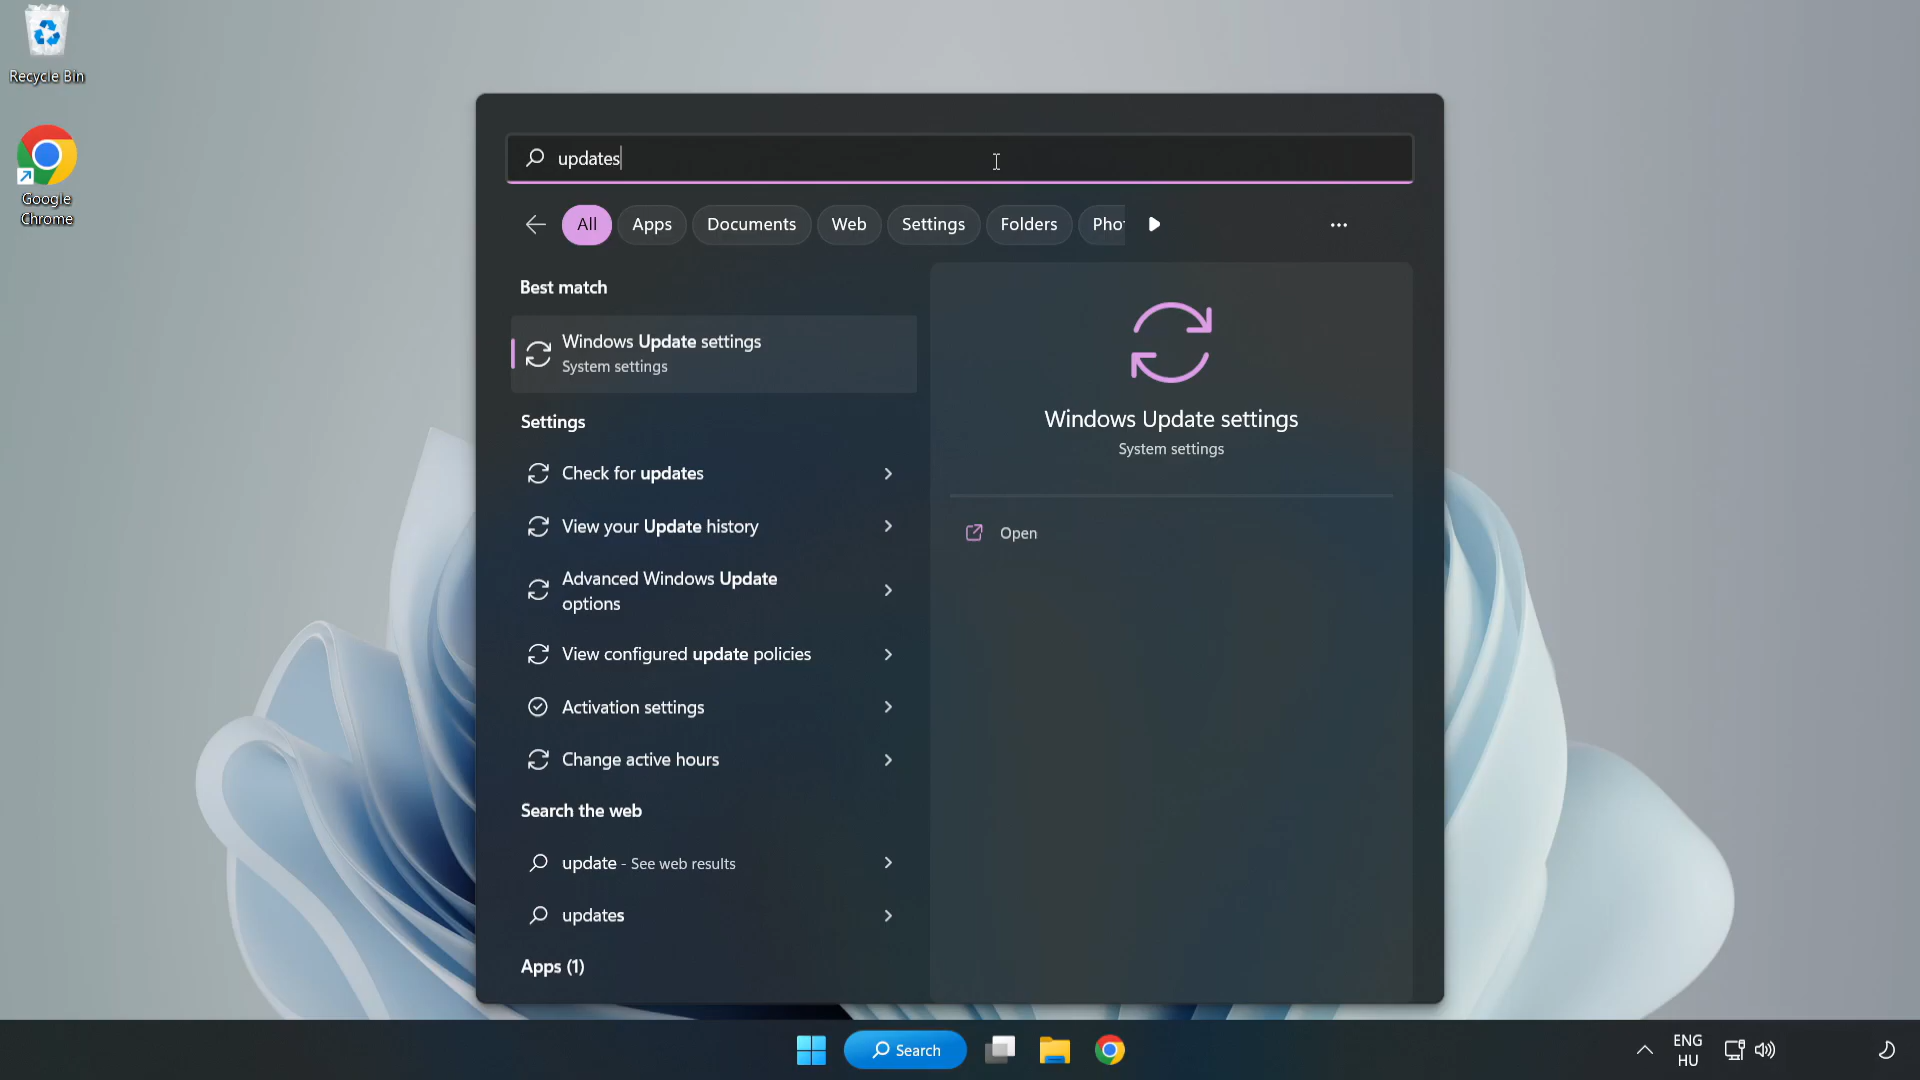 Recycle Bin
Google
Chrome
updates
All
Apps
Documents
Web
Settings
Folders
Best match
Windows Update settings
System settings
Settings
Check for updates
View your Update history
Advanced Windows Update
options
View configured update policies
Activation settings
Change active hours
Search the web
update - See web results
updates
Apps (1)
Windows Update settings
System settings
Open
Search
ENG
HU